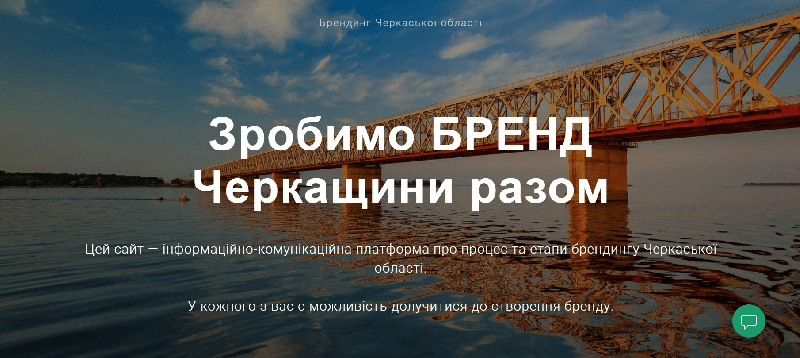 Брендинг Черкаської області
Зробимо БРЕНД
Черкащини разом
Цей сайт — інформаційно-комунікаційна платформа про процес та етапи брендингу Черкаської
області.
У кожного з вас є можливість долучитися до створення бренду.